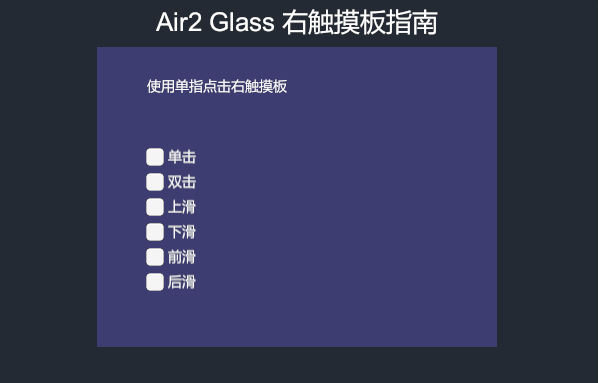 Air2 Glass 右触摸板指南
使用单指点击右触摸板
单击
双击
上滑
下滑
前滑
后滑